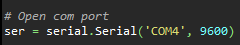 # Open com port
ser = serial.Serial('COM4', 9600)